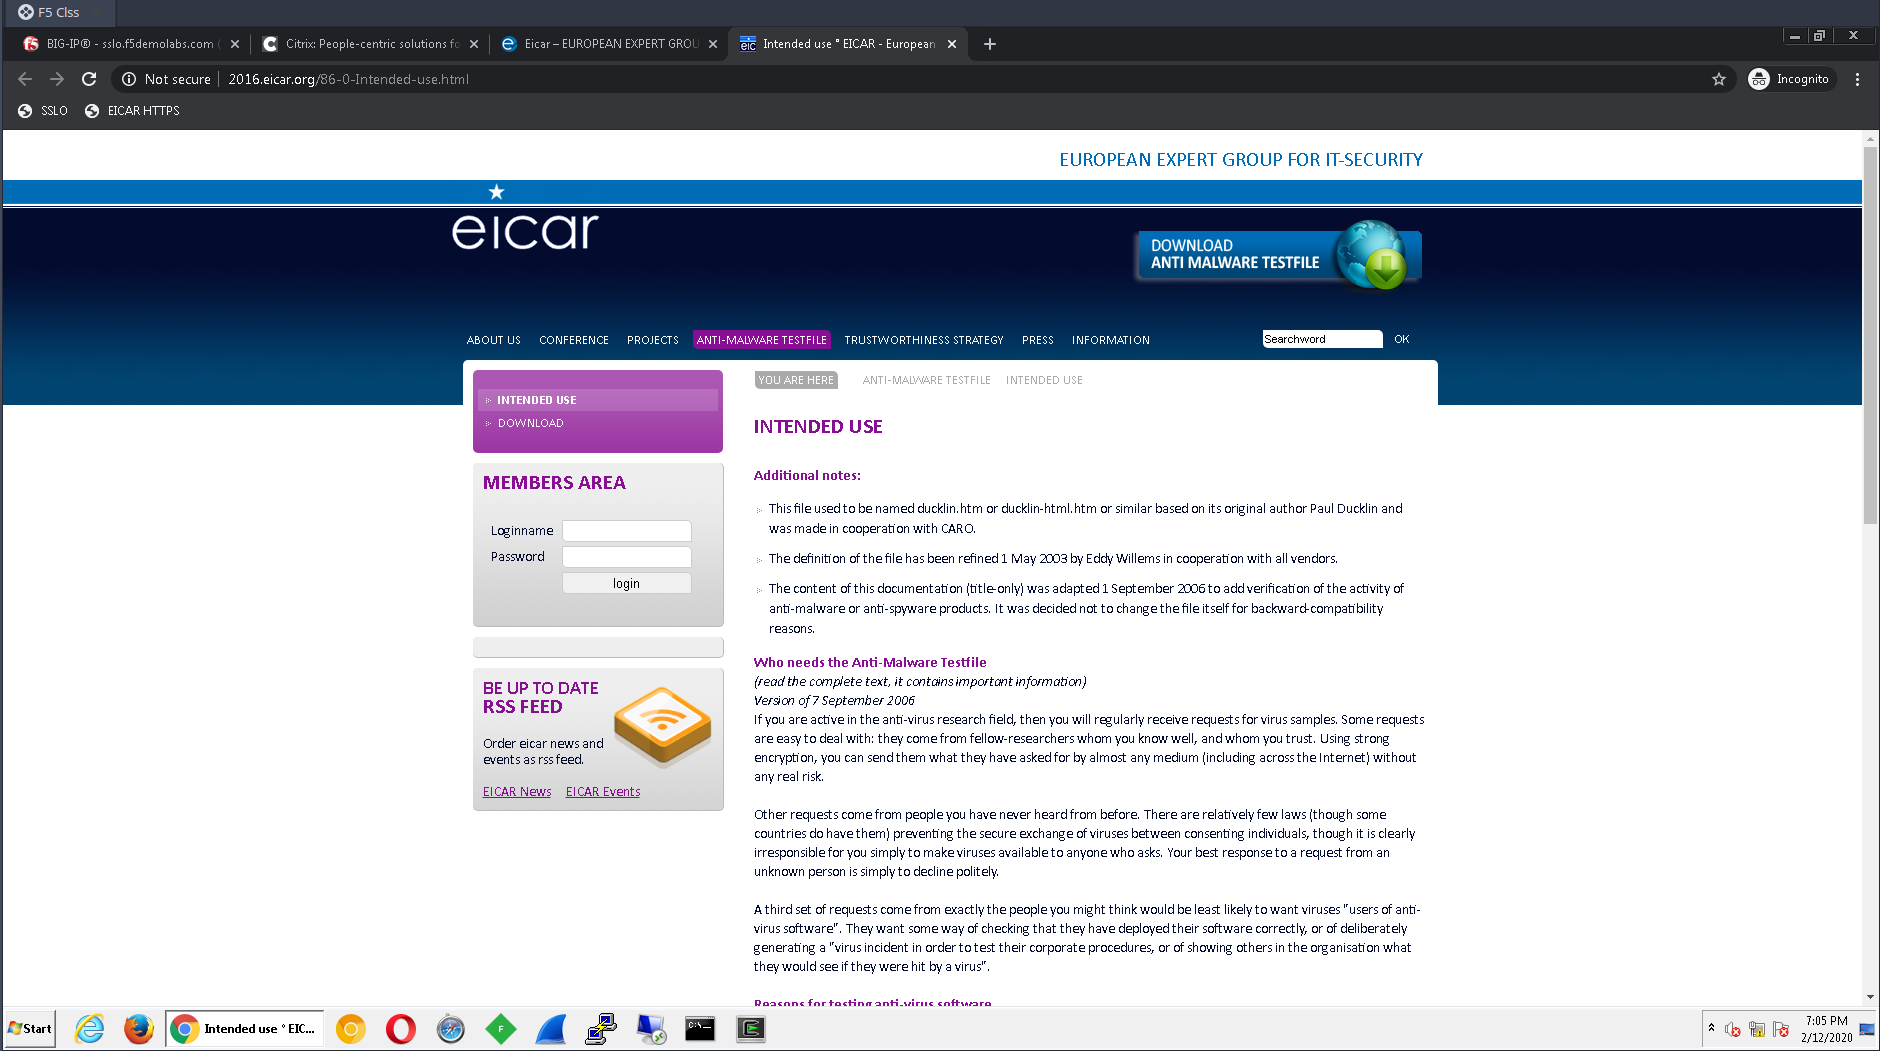 F5 Clss
BIG-IP® - sslo.f5demolabs.com (
Citrix: People-centric solutions fo
Eicar – EUROPEAN EXPERT GROU
Intended use ° EICAR - European
Not secure
2016.eicar.org/86-0-Intended-use.html
Incognito
SSLO
EICAR HTTPS
EUROPEAN EXPERT GROUP FOR IT-SECURITY
eicar
DOWNLOAD
ANTI MALWARE TESTFILE
ABOUT US
CONFERENCE
PROJECTS
ANTI-MALWARE TESTFILE
TRUSTWORTHINESS STRATEGY
PRESS
INFORMATION
Searchword
OK
INTENDED USE
DOWNLOAD
MEMBERS AREA
Loginname
Password
login
BE UP TO DATE
RSS FEED
Order eicar news and
events as rss feed.
EICAR News
EICAR Events
YOU ARE HERE
ANTI-MALWARE TESTFILE
INTENDED USE
INTENDED USE
Additional notes:
This file used to be named ducklin.htm or ducklin-html.htm or similar based on its original author Paul Ducklin and
was made in cooperation with CARO.
The definition of the file has been refined 1 May 2003 by Eddy Willems in cooperation with all vendors.
The content of this documentation (title-only) was adapted 1 September 2006 to add verification of the activity of
anti-malware or anti-spyware products. It was decided not to change the file itself for backward-compatibility
reasons.
Who needs the Anti-Malware Testfile
(read the complete text, it contains important information)
Version of 7 September 2006
If you are active in the anti-virus research field, then you will regularly receive requests for virus samples. Some requests
are easy to deal with: they come from fellow-researchers whom you know well, and whom you trust. Using strong
encryption, you can send them what they have asked for by almost any medium (including across the Internet) without
any real risk.
Other requests come from people you have never heard from before. There are relatively few laws (though some
countries do have them) preventing the secure exchange of viruses between consenting individuals, though it is clearly
irresponsible for you simply to make viruses available to anyone who asks. Your best response to a request from an
unknown person is simply to decline politely.
A third set of requests come from exactly the people you might think would be least likely to want viruses "users of anti-
virus software". They want some way of checking that they have deployed their software correctly, or of deliberately
generating a "virus incident in order to test their corporate procedures, or of showing others in the organisation what
they would see if they were hit by a virus".
Reasons for testing anti-virus software
Start
Intended use ° EIC...
7:05 PM
2/12/2020